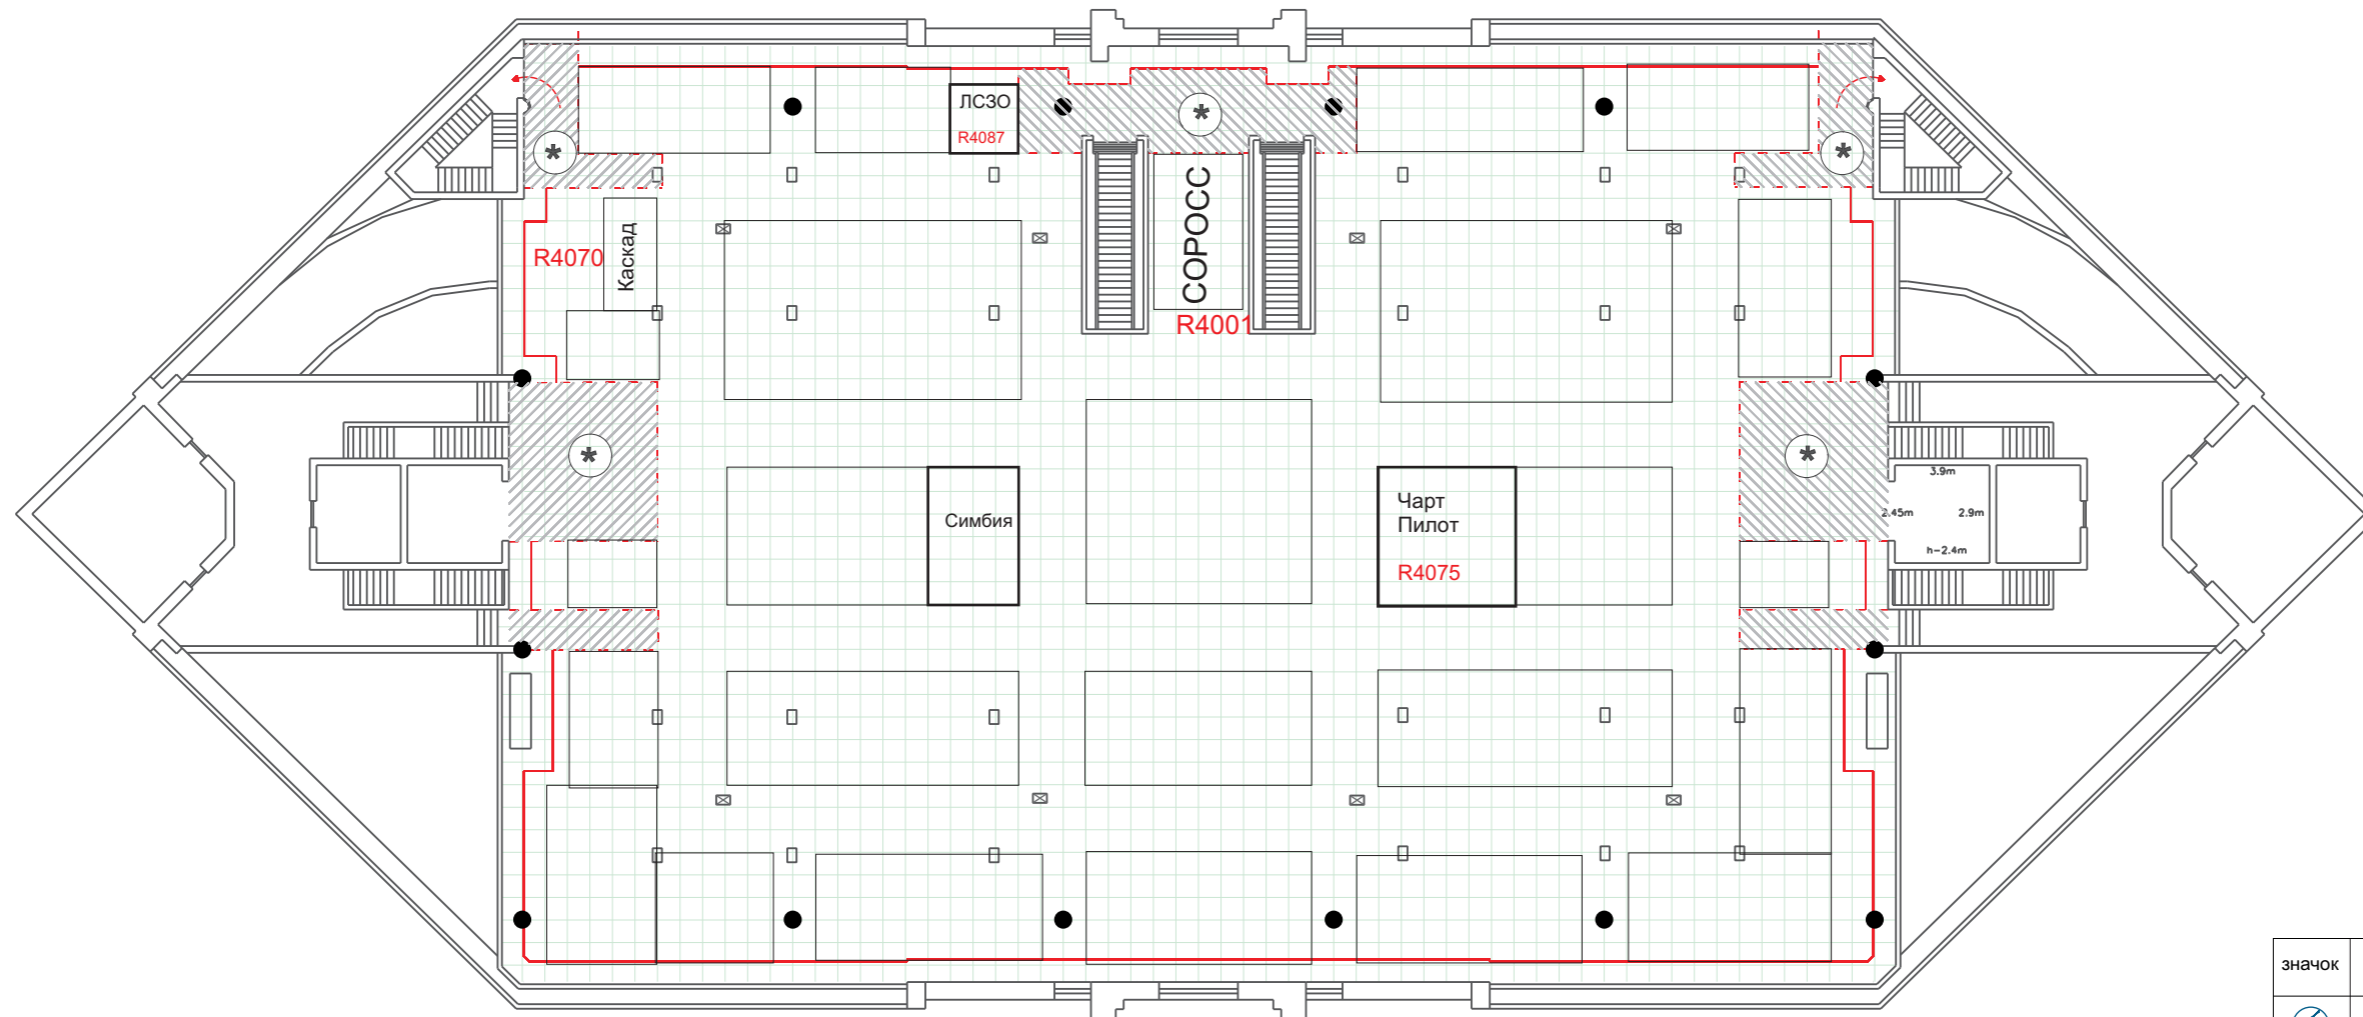 ЛСЗО
R4087
СОРОСС
R4001
R4070
Каскад
Симбия
Чарт
Пилот
R4075
3.9m
2.45m
2.9m
h-2.4m
значок